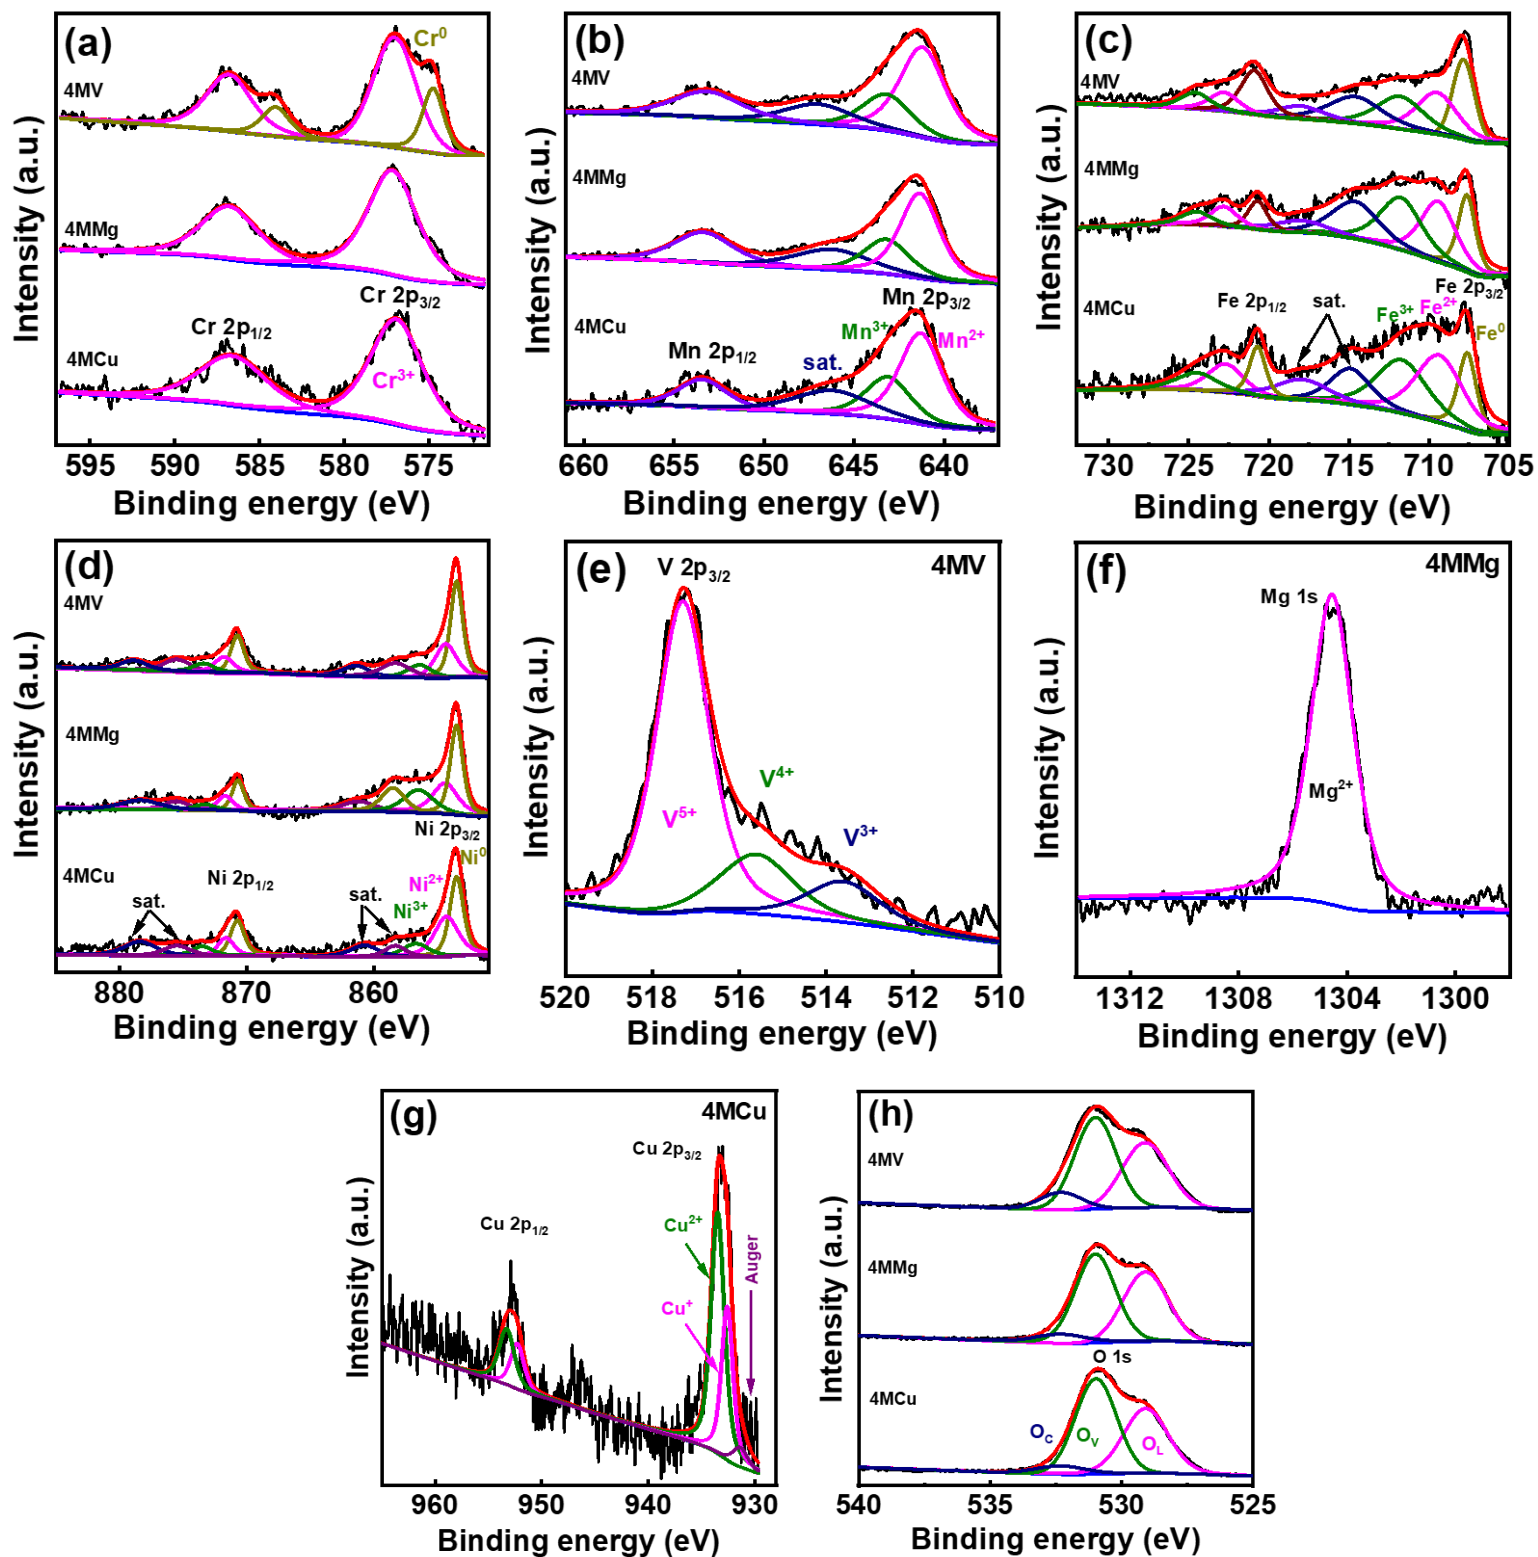 (a)
Cr⁰
4MV
4MMg
Cr 2p₃/₂
Cr 2p₁/₂
4MCu
Cr³⁺
Intensity (a.u.)
595 590 585 580 575
Binding energy (eV)
(b)
4MV
4MMg
Mn 2p₃/₂
4MCu
Mn³⁺
Mn²⁺
Mn 2p₁/₂
sat.
Intensity (a.u.)
660 655 650 645 640
Binding energy (eV)
(c)
4MV
4MMg
Fe 2p₃/₂
4MCu
Fe 2p₁/₂
sat.
Fe³⁺
Fe²⁺
Fe⁰
Intensity (a.u.)
730 725 720 715 710 705
Binding energy (eV)
(d)
4MV
4MMg
Ni 2p₃/₂
Ni⁰
4MCu
Ni 2p₁/₂
Ni²⁺
sat.
sat.
Ni³⁺
Intensity (a.u.)
880 870 860
Binding energy (eV)
(e)
V 2p₃/₂
4MV
V⁴⁺
V⁵⁺
V³⁺
Intensity (a.u.)
520 518 516 514 512 510
Binding energy (eV)
(f)
4MMg
Mg 1s
Mg²⁺
Intensity (a.u.)
1312 1308 1304 1300
Binding energy (eV)
(g)
4MCu
Cu 2p₃/₂
Cu 2p₁/₂
Cu²⁺
Auger
Cu⁺
Intensity (a.u.)
960 950 940 930
Binding energy (eV)
(h)
4MV
4MMg
O 1s
4MCu
O_C
O_V
O_L
Intensity (a.u.)
540 535 530 525
Binding energy (eV)